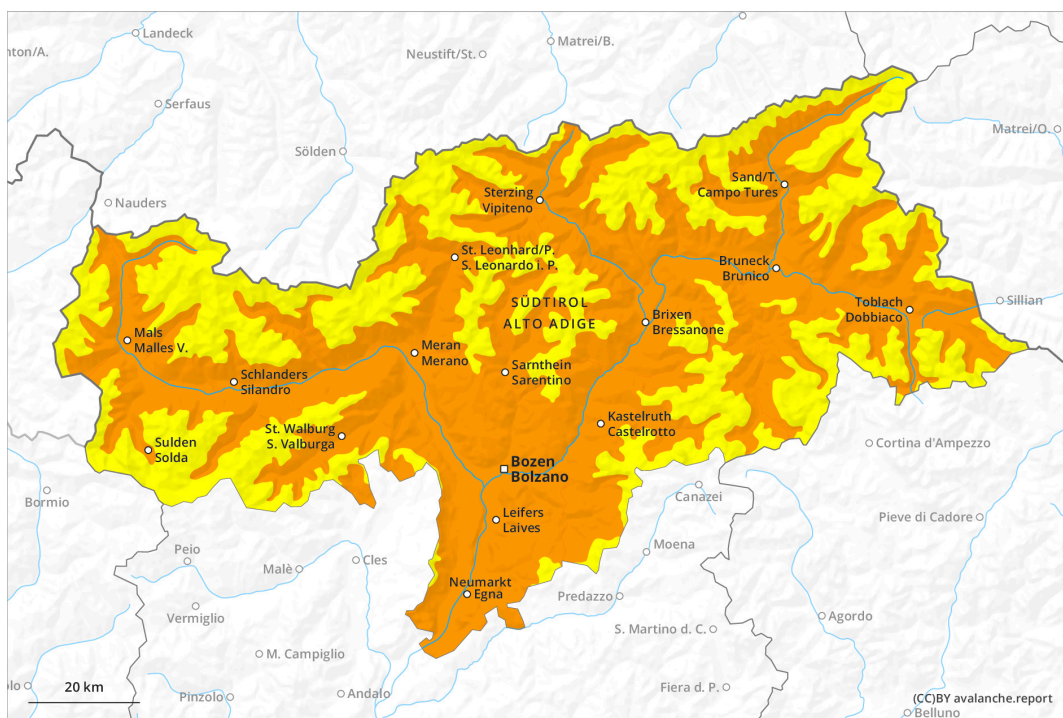 Landeck
Matrei/B.
nton/A.
Neustift/St.
Serfaus
Matrei/O.
Sölden
Sand/T.
Campo Tures
Sterzing
Vipiteno
Nauders
St. Leonhard/P.
S. Leonardo i. P.
Bruneck
Brunico
SÜDTIROL
ALTO ADIGE
Toblach
Dobbiaco
Sillian
Brixen
Bressanone
Mals
Malles V.
Meran
Merano
Sarnthein
Sarentino
Schlanders
Silandro
St. Walburg
S. Valburga
Kastelruth
Castelrotto
Sulden
Solda
Cortina d'Ampezzo
Bozen
Bolzano
Bormio
Canazei
Leifers
Laives
Pieve di Cadore
Peio
Moena
Cles
Malè
Neumarkt
Egna
Predazzo
Vermiglio
Agordo
S. Martino d. C.
M. Campiglio
olo
20 km
Pinzolo
Andalo
Fiera d. P.
(CC)BY avalanche.report
Belluno